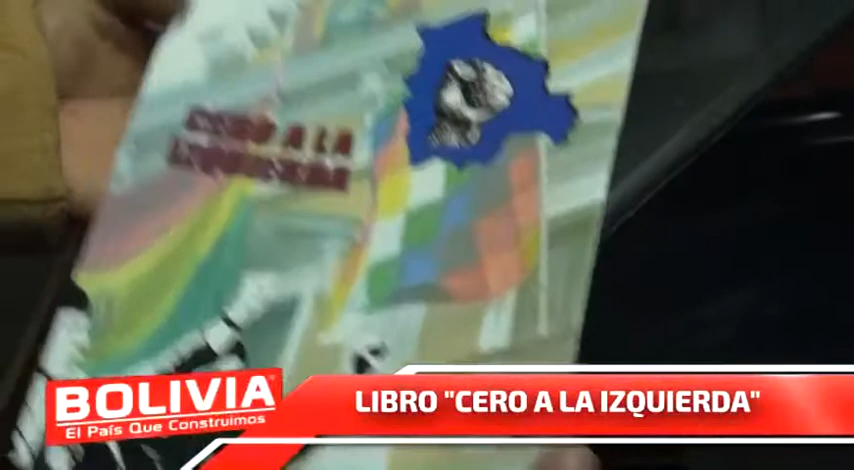 CERO A LA
IZQUIERDA
BOLIVIA
El País Que Construimos
LIBRO "CERO A LA IZQUIERDA"